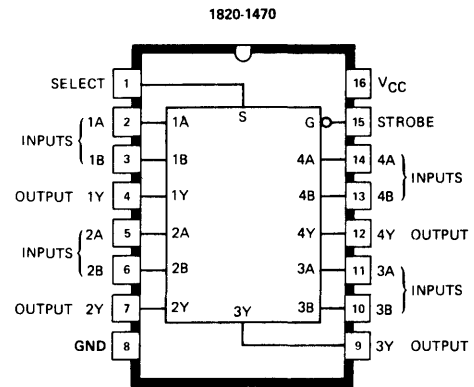 1820-1470
SELECT 1 16 VCC
S
1A 2 1A G 15 STROBE
INPUTS
1B 3 1B 4A 14 4A
INPUTS
OUTPUT 1Y 4 1Y 4B 13 4B
2A 5 2A 4Y 12 4Y OUTPUT
INPUTS
2B 6 2B 3A 11 3A
INPUTS
OUTPUT 2Y 7 2Y 3Y 3B 10 3B
GND 8 9 3Y OUTPUT